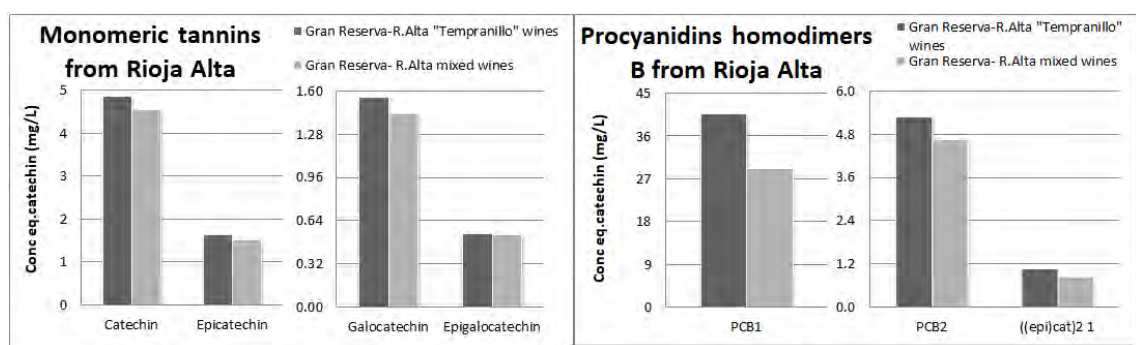 Monomeric tannins
from Rioja Alta
Gran Reserva-R.Alta "Tempranillo" wines
Gran Reserva- R.Alta mixed wines
Conc eq.catechin (mg/L)
5
4
3
2
1
0
Catechin
Epicatechin
1.60
1.28
0.96
0.64
0.32
0.00
Galocatechin
Epigalocatechin
Procyanidins homodimers
B from Rioja Alta
Gran Reserva-R.Alta "Tempranillo"
wines
Gran Reserva- R.Alta mixed wines
Conc eq.catechin (mg/L)
45
36
27
18
9
0
PCB1
6.0
4.8
3.6
2.4
1.2
0.0
PCB2
((epi)cat)2 1